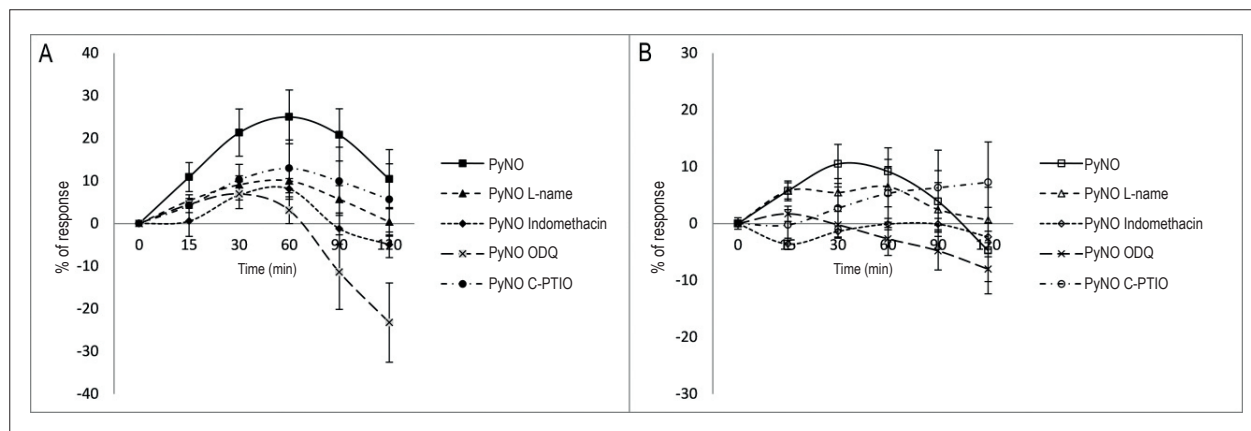 A
40
30
20
10
0
-10
-20
-30
-40
% of response
0 15 30 60 90 120
Time (min)
PyNO
PyNO L-name
PyNO Indomethacin
PyNO ODQ
PyNO C-PTIO
B
30
20
10
0
-10
-20
-30
% of response
0 15 30 60 90 120
Time (min)
PyNO
PyNO L-name
PyNO Indomethacin
PyNO ODQ
PyNO C-PTIO